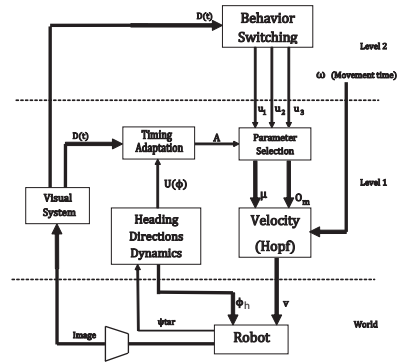 D(t)
Behavior
Switching
Level 2
ω (Movement time)
u1 u2 u3
D(t)
Timing
Adaptation
A
Parameter
Selection
U(ϕ)
Level 1
μ
Om
Visual
System
Heading
Directions
Dynamics
Velocity
(Hopf)
ϕh
v
ψtar
World
Image
Robot